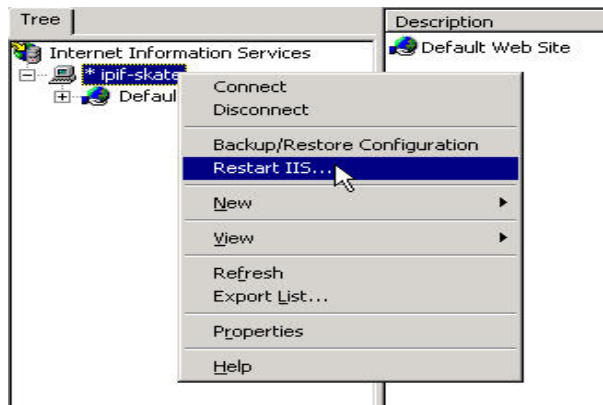 Tree
Description
Internet Information Services
Default Web Site
* ipif-skate
Defaul
Connect
Disconnect
Backup/Restore Configuration
Restart IIS...
New
View
Refresh
Export List...
Properties
Help